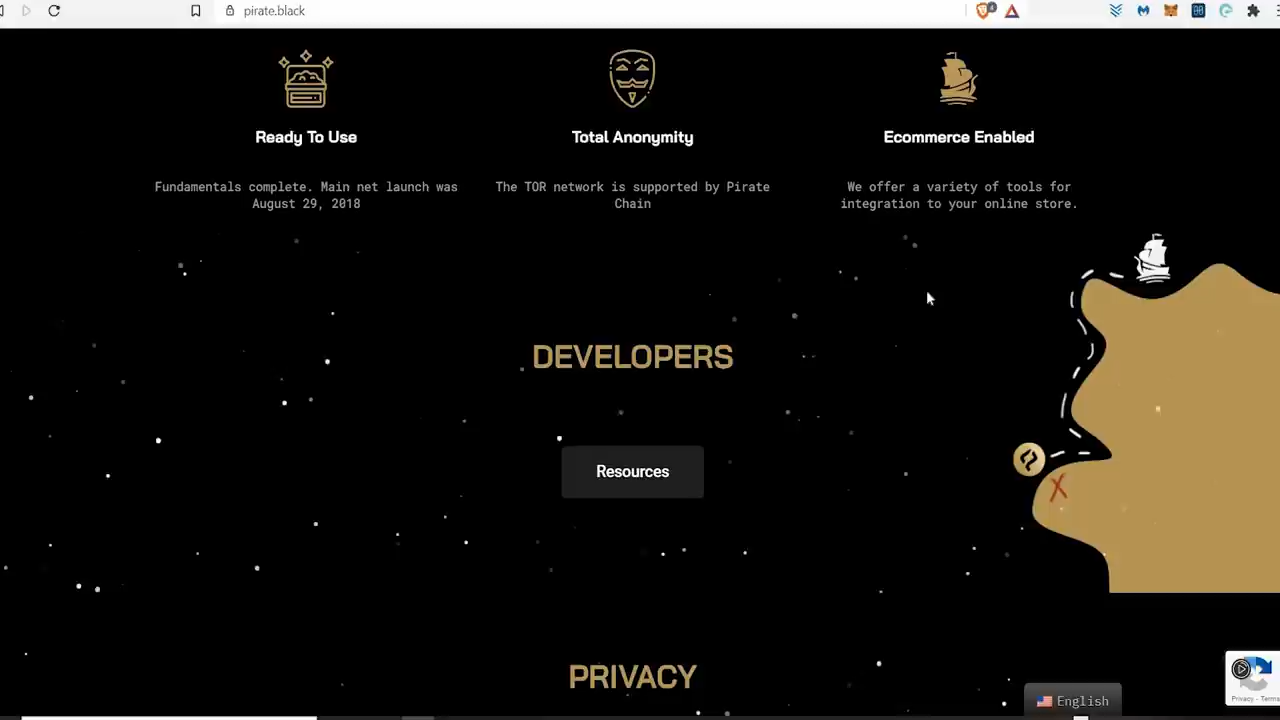 pirate.black
Ready To Use
Total Anonymity
Ecommerce Enabled
Fundamentals complete. Main net launch was
August 29, 2018
The TOR network is supported by Pirate
Chain
We offer a variety of tools for
integration to your online store.
DEVELOPERS
Resources
X
PRIVACY
English
Privacy - Terms